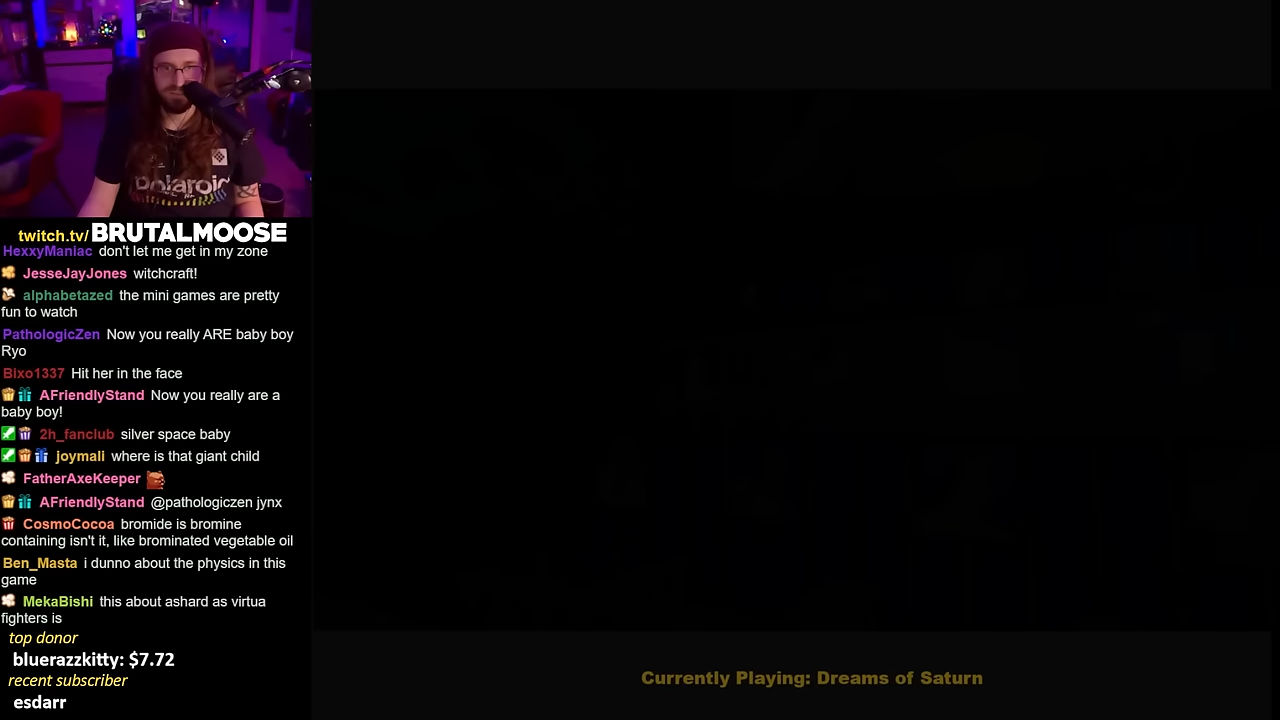 polaroid
twitch.tv/BRUTALMOOSE
HexxyManiac don't let me get in my zone
JesseJayJones witchcraft!
alphabetazed the mini games are pretty
fun to watch
PathologicZen Now you really ARE baby boy
Ryo
Bixo1337 Hit her in the face
AFriendlyStand Now you really are a
baby boy!
2h_fanclub silver space baby
joymali where is that giant child
FatherAxeKeeper
AFriendlyStand @pathologiczen jynx
CosmoCocoa bromide is bromine
containing isn't it, like brominated vegetable oil
Ben_Masta i dunno about the physics in this
game
MekaBishi this about ashard as virtua
fighters is
top donor
bluerazzkitty: $7.72
recent subscriber
esdarr
Currently Playing: Dreams of Saturn